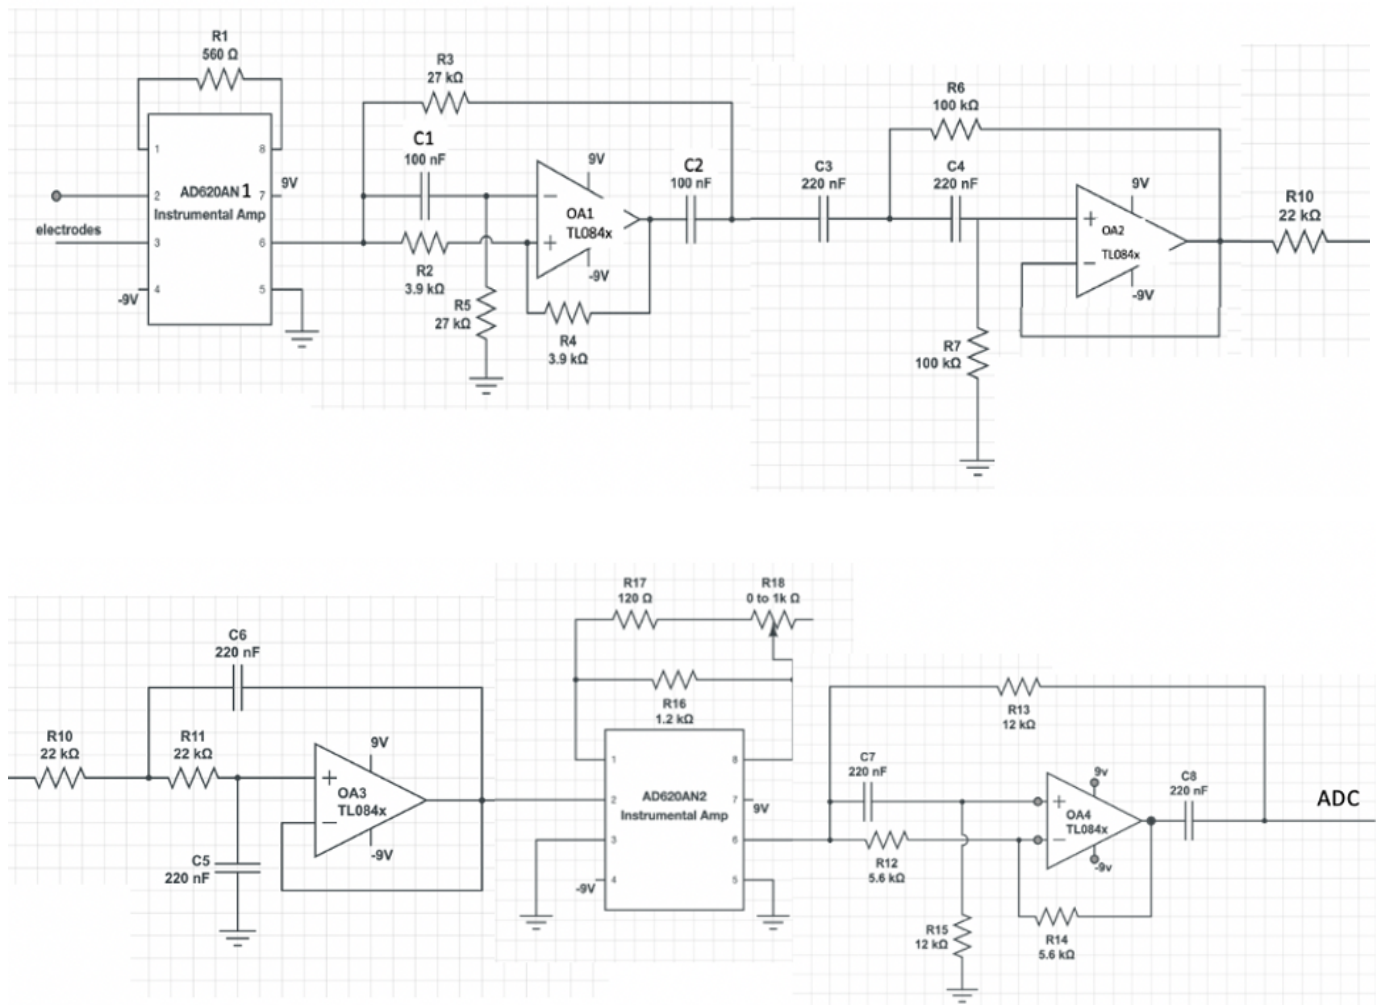 R1
560 Ω
1
8
2
AD620AN 1
7
9V
Instrumental Amp
electrodes
3
6
-9V
4
5
R3
27 kΩ
C1
100 nF
9V
−
OA1
TL084x
+
-9V
R2
3.9 kΩ
R5
27 kΩ
R4
3.9 kΩ
C2
100 nF
C3
220 nF
R6
100 kΩ
C4
220 nF
9V
+
OA2
TL084x
−
-9V
R7
100 kΩ
R10
22 kΩ
R10
22 kΩ
C6
220 nF
R11
22 kΩ
9V
+
OA3
TL084x
−
-9V
C5
220 nF
R17
120 Ω
R18
0 to 1k Ω
R16
1.2 kΩ
1
8
2
AD620AN2
7
9V
Instrumental Amp
3
6
-9V
4
5
R13
12 kΩ
C7
220 nF
R12
5.6 kΩ
9v
+
OA4
TL084x
−
-9v
C8
220 nF
R15
12 kΩ
R14
5.6 kΩ
ADC